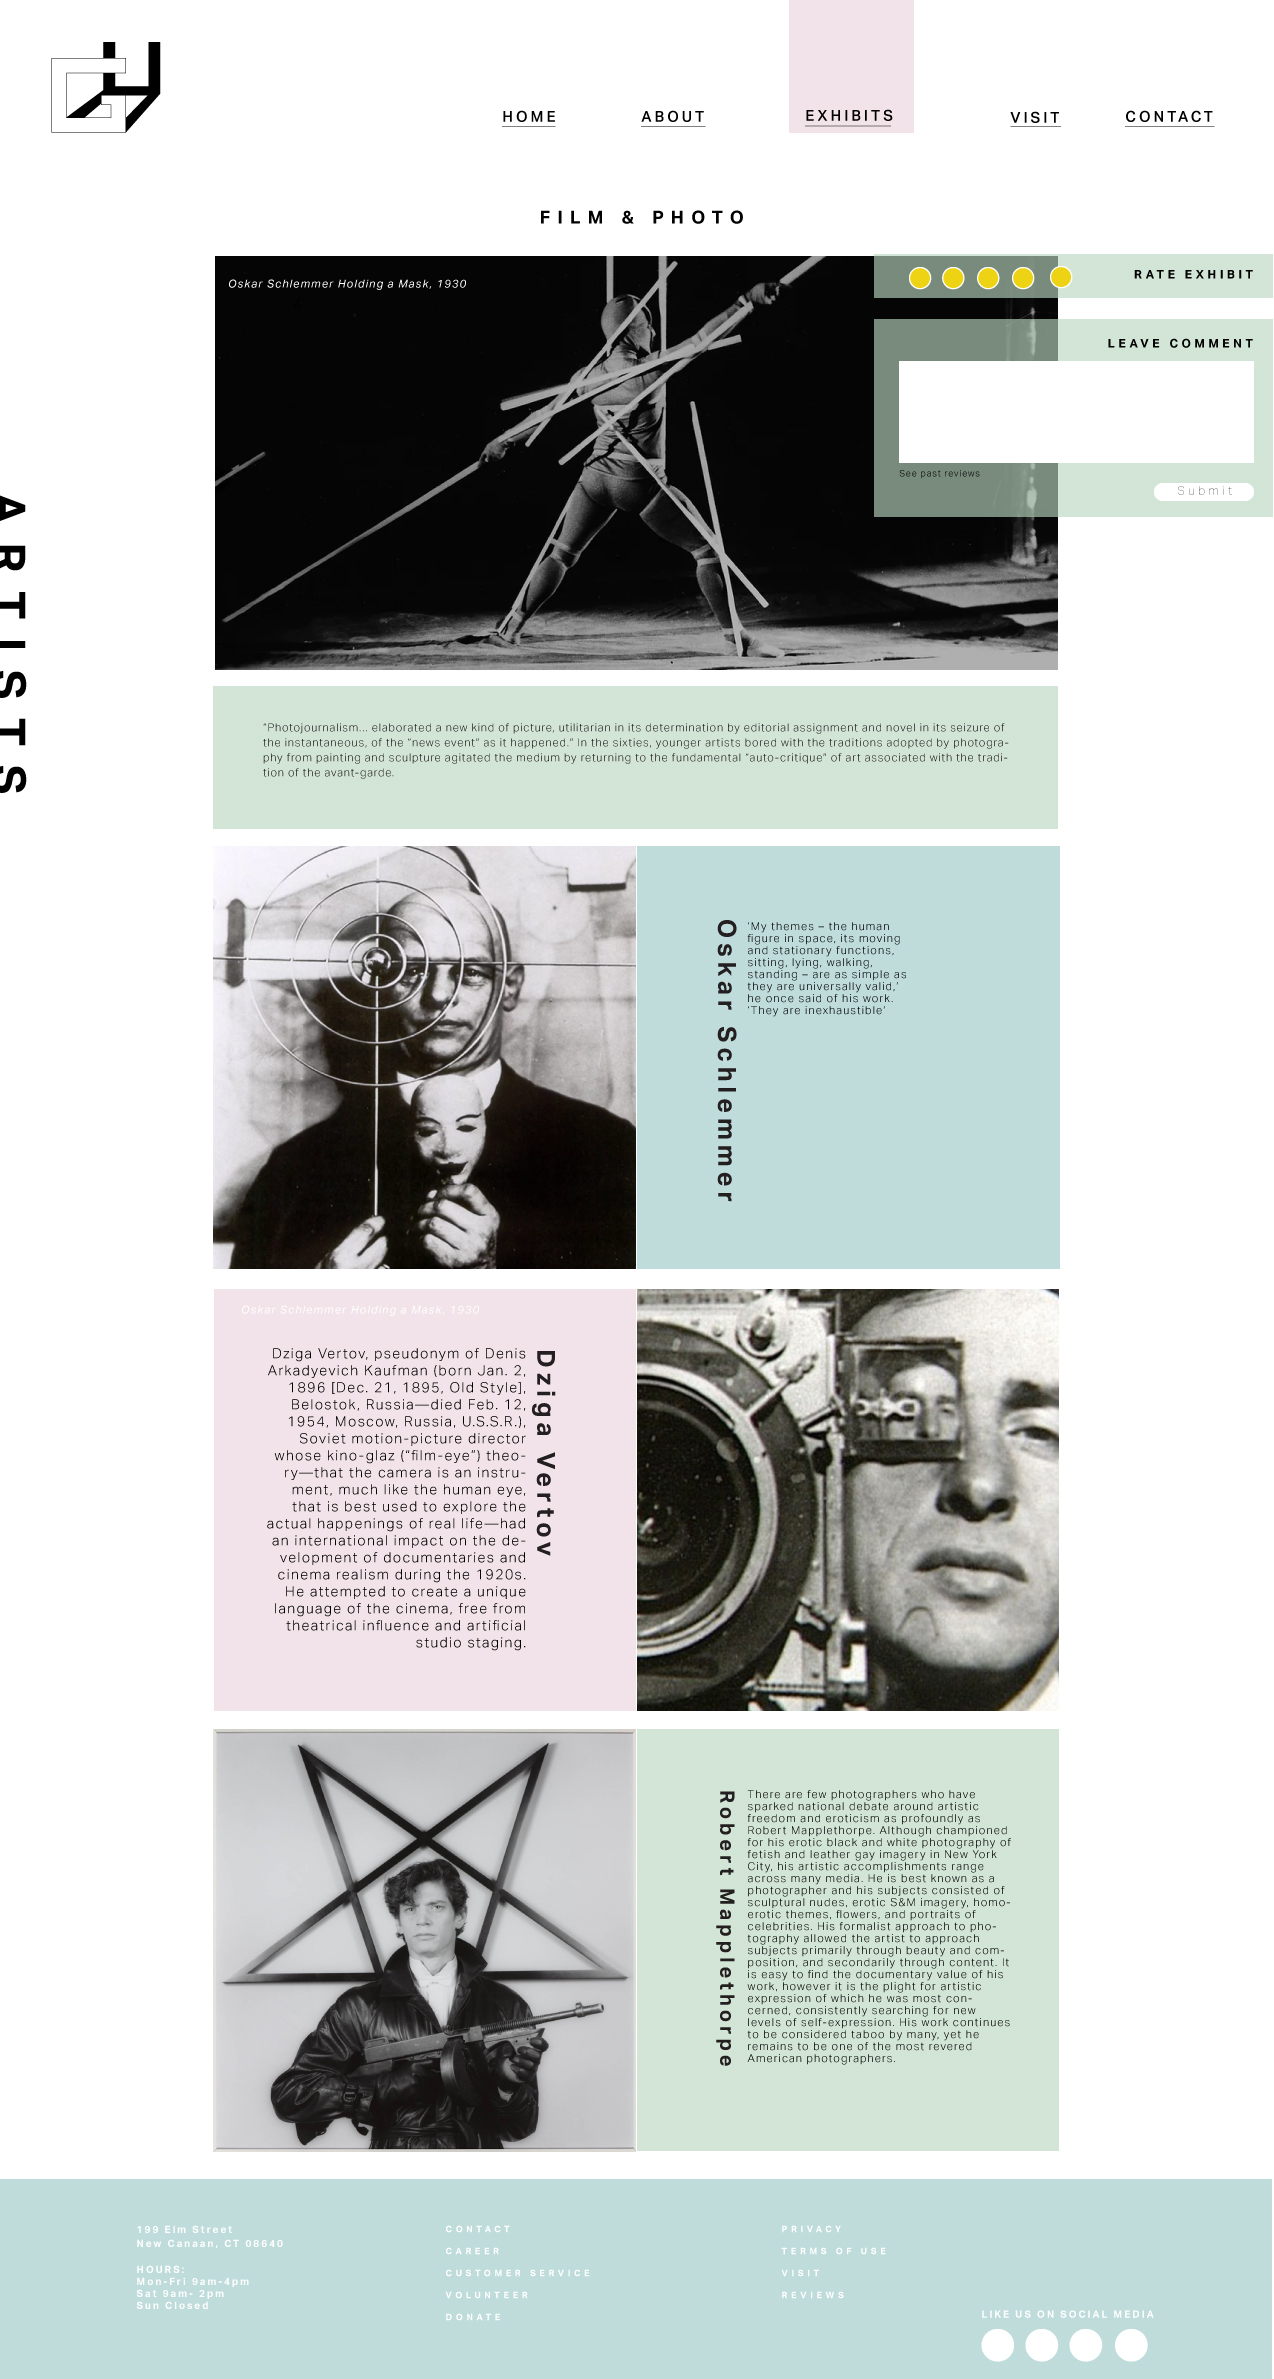 HOME
ABOUT
EXHIBITS
VISIT
CONTACT
FILM & PHOTO
Oskar Schlemmer Holding a Mask, 1930
RATE EXHIBIT
LEAVE COMMENT
See past reviews
Submit
ARTISTS
“Photojournalism... elaborated a new kind of picture, utilitarian in its determination by editorial assignment and novel in its seizure of
the instantaneous, of the “news event” as it happened.” In the sixties, younger artists bored with the traditions adopted by photogra-
phy from painting and sculpture agitated the medium by returning to the fundamental “auto-critique” of art associated with the tradi-
tion of the avant-garde.
Oskar Schlemmer
‘My themes – the human
figure in space, its moving
and stationary functions,
sitting, lying, walking,
standing – are as simple as
they are universally valid,’
he once said of his work.
‘They are inexhaustible’
Oskar Schlemmer Holding a Mask, 1930
Dziga Vertov, pseudonym of Denis
Arkadyevich Kaufman (born Jan. 2,
1896 [Dec. 21, 1895, Old Style],
Belostok, Russia—died Feb. 12,
1954, Moscow, Russia, U.S.S.R.),
Soviet motion-picture director
whose kino-glaz (“film-eye”) theo-
ry—that the camera is an instru-
ment, much like the human eye,
that is best used to explore the
actual happenings of real life—had
an international impact on the de-
velopment of documentaries and
cinema realism during the 1920s.
He attempted to create a unique
language of the cinema, free from
theatrical influence and artificial
studio staging.
Dziga Vertov
Robert Mapplethorpe
There are few photographers who have
sparked national debate around artistic
freedom and eroticism as profoundly as
Robert Mapplethorpe. Although championed
for his erotic black and white photography of
fetish and leather gay imagery in New York
City, his artistic accomplishments range
across many media. He is best known as a
photographer and his subjects consisted of
sculptural nudes, erotic S&M imagery, homo-
erotic themes, flowers, and portraits of
celebrities. His formalist approach to pho-
tography allowed the artist to approach
subjects primarily through beauty and com-
position, and secondarily through content. It
is easy to find the documentary value of his
work, however it is the plight for artistic
expression of which he was most con-
cerned, consistently searching for new
levels of self-expression. His work continues
to be considered taboo by many, yet he
remains to be one of the most revered
American photographers.
199 Elm Street
New Canaan, CT 08640
HOURS:
Mon-Fri 9am-4pm
Sat 9am- 2pm
Sun Closed
CONTACT
CAREER
CUSTOMER SERVICE
VOLUNTEER
DONATE
PRIVACY
TERMS OF USE
VISIT
REVIEWS
LIKE US ON SOCIAL MEDIA